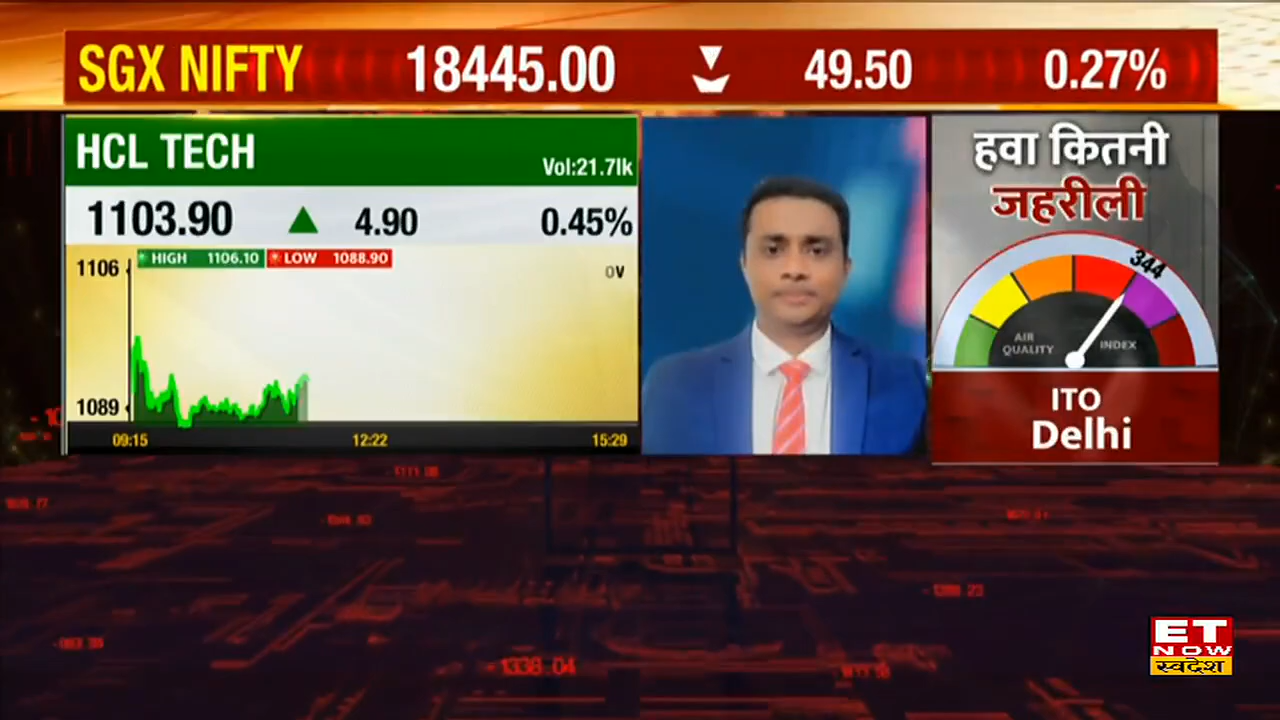 SGX NIFTY 18445.00 49.50 0.27%
HCL TECH
Vol:21.7lk
1103.90 4.90 0.45%
HIGH 1106.10 LOW 1088.90
1106
0V
1089
09:15 12:22 15:29
हवा कितनी
जहरीली
344
AIR
QUALITY
INDEX
ITO
Delhi
1338.04
ET
NOW
स्वदेश